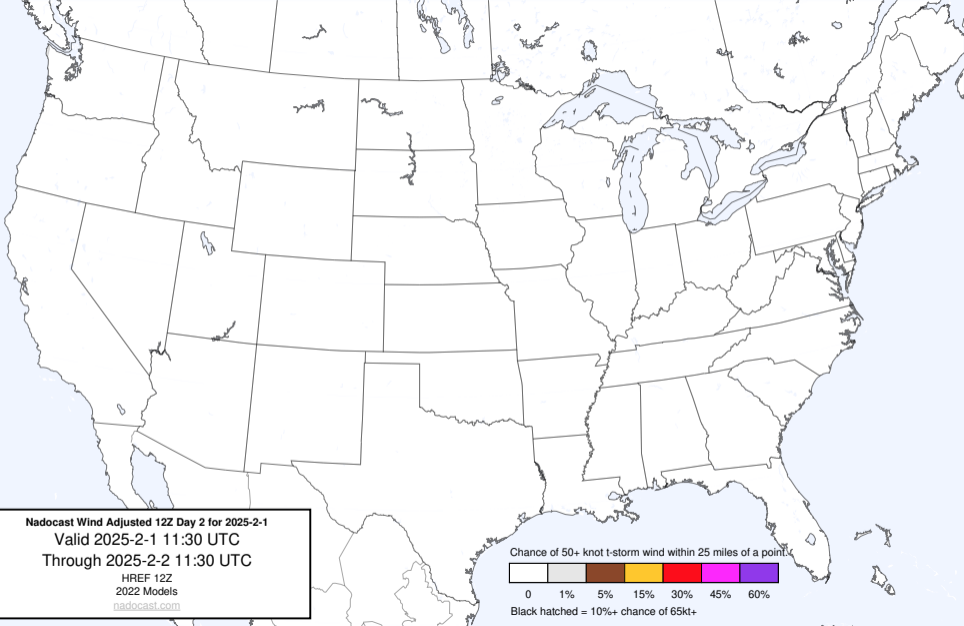 Nadocast Wind Adjusted 12Z Day 2 for 2025-2-1
Valid 2025-2-1 11:30 UTC
Through 2025-2-2 11:30 UTC
HREF 12Z
2022 Models
nadocast.com
Chance of 50+ knot t-storm wind within 25 miles of a point.
0 1% 5% 15% 30% 45% 60%
Black hatched = 10%+ chance of 65kt+